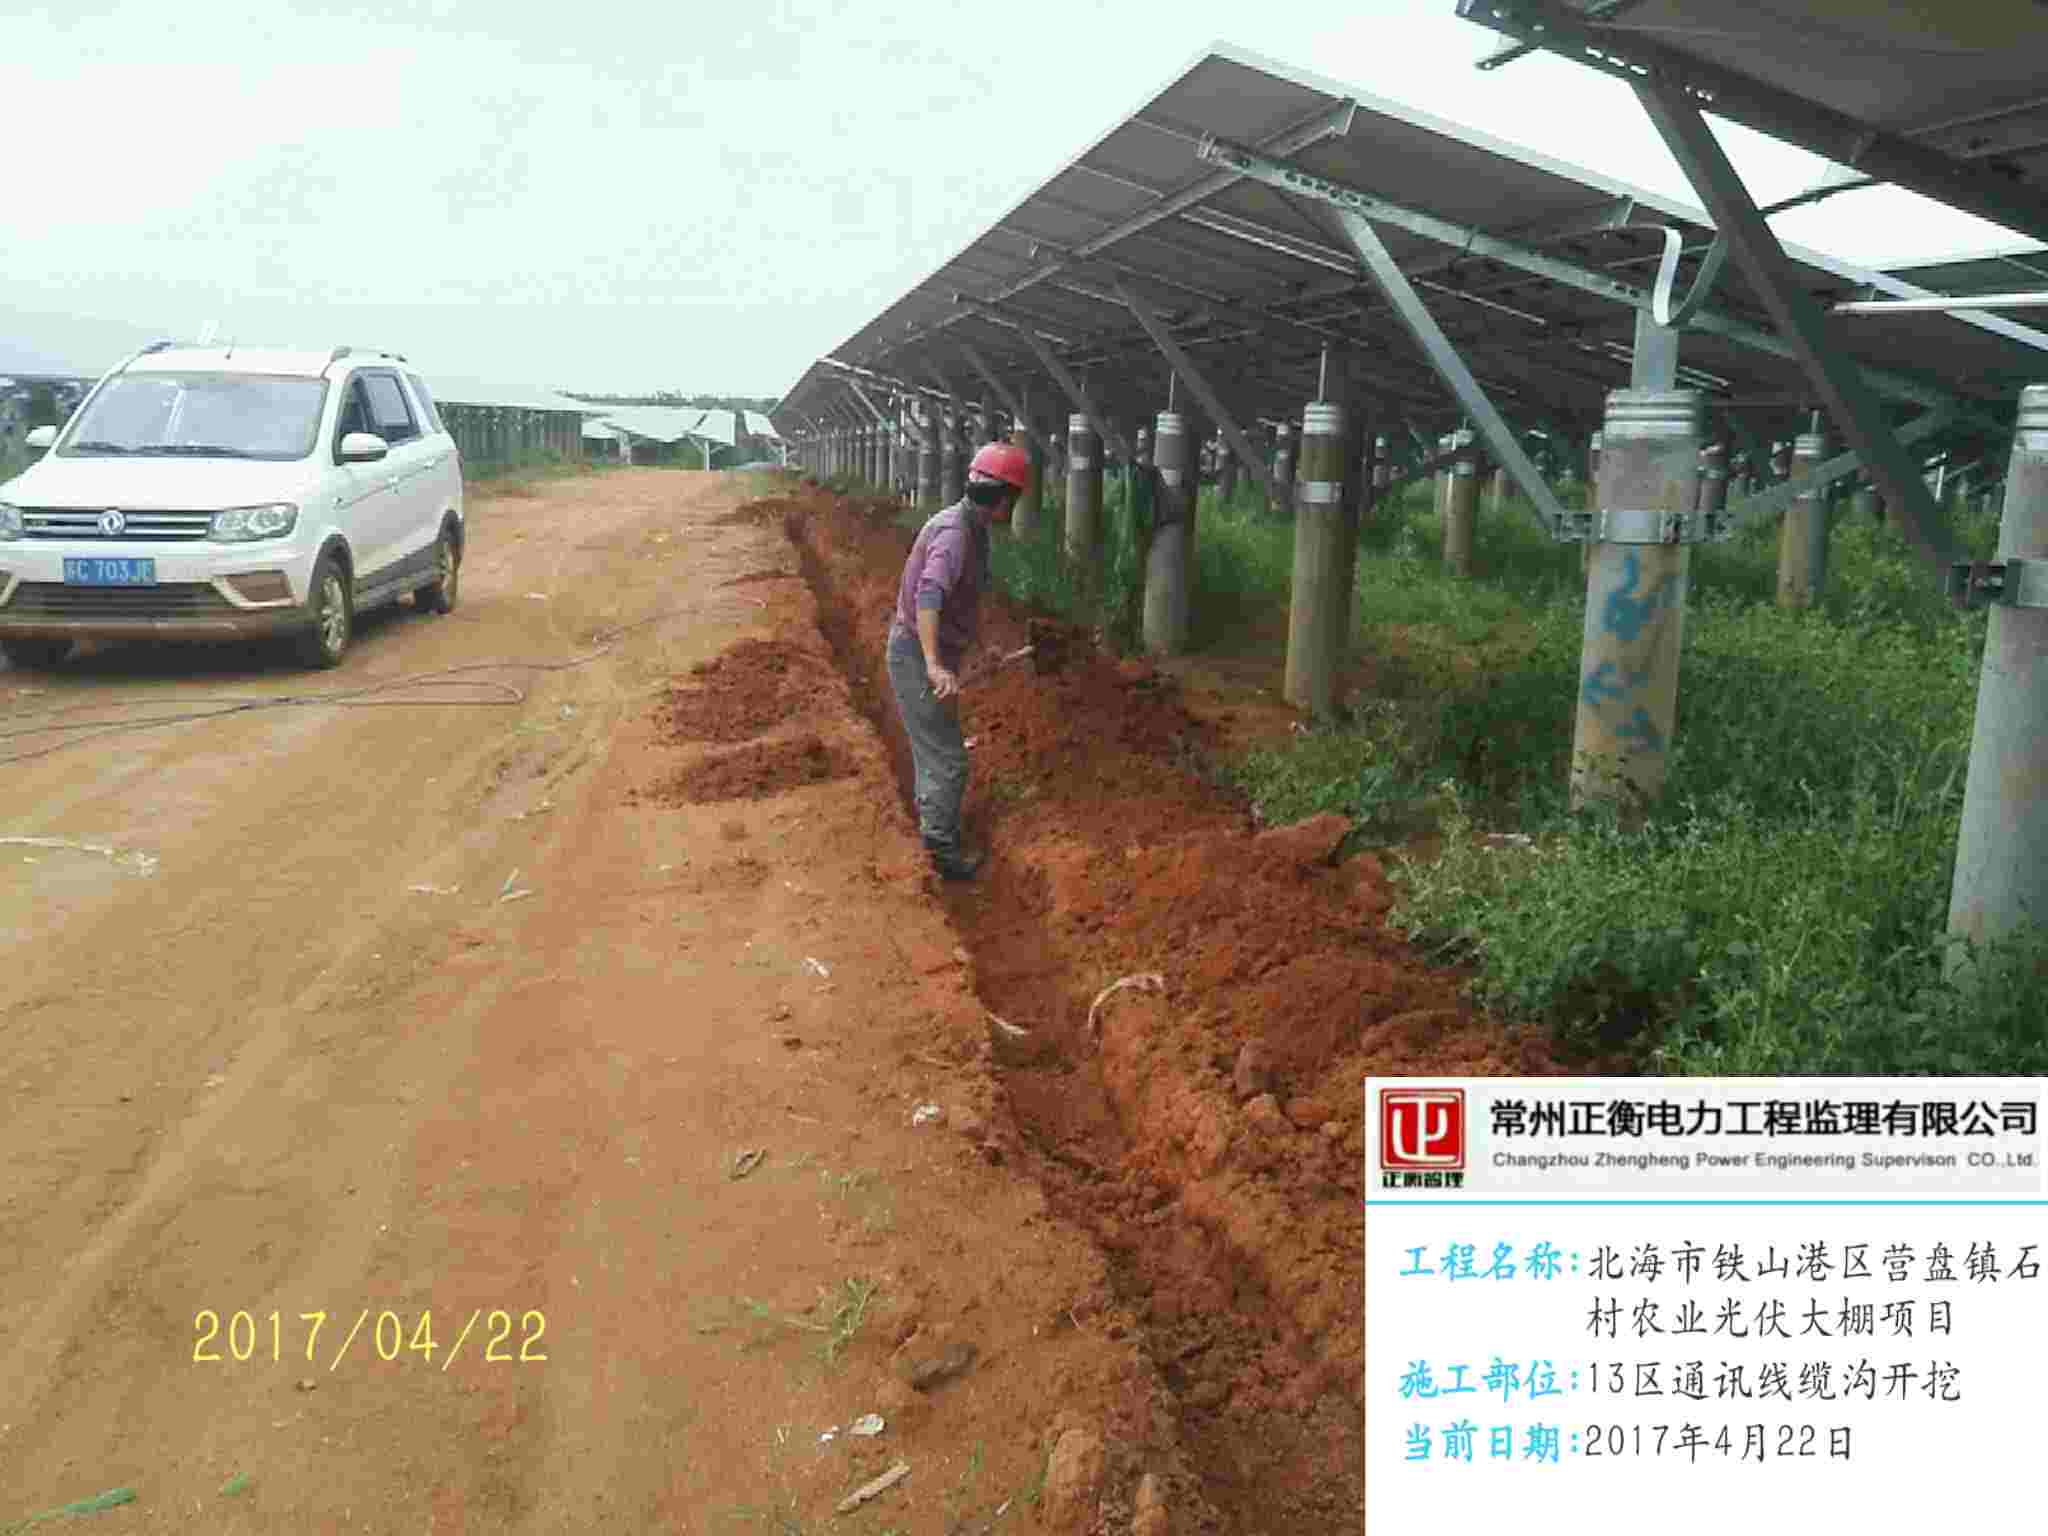 苏C 703JE
2017/04/22
正衡管理
常州正衡电力工程监理有限公司
Changzhou Zhengheng Power Engineering Supervison CO.,Ltd.
工程名称:北海市铁山港区营盘镇石
村农业光伏大棚项目
施工部位:13区通讯线缆沟开挖
当前日期:2017年4月22日